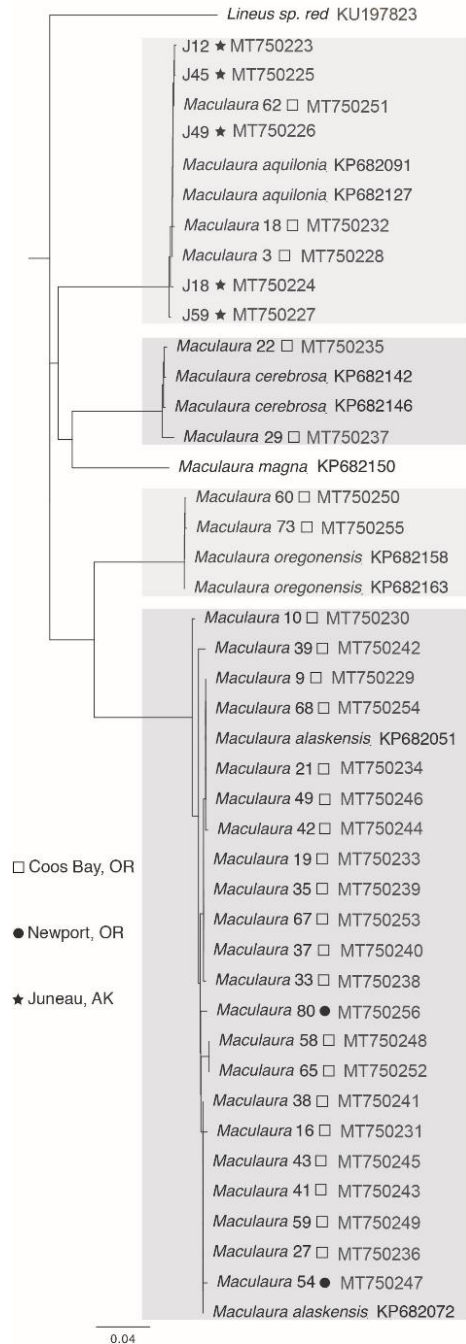 Lineus sp. red KU197823
J12 ★ MT750223
J45 ★ MT750225
Maculaura 62 □ MT750251
J49 ★ MT750226
Maculaura aquilonia KP682091
Maculaura aquilonia KP682127
Maculaura 18 □ MT750232
Maculaura 3 □ MT750228
J18 ★ MT750224
J59 ★ MT750227
Maculaura 22 □ MT750235
Maculaura cerebrosa KP682142
Maculaura cerebrosa KP682146
Maculaura 29 □ MT750237
Maculaura magna KP682150
Maculaura 60 □ MT750250
Maculaura 73 □ MT750255
Maculaura oregonensis KP682158
Maculaura oregonensis KP682163
Maculaura 10 □ MT750230
Maculaura 39 □ MT750242
Maculaura 9 □ MT750229
Maculaura 68 □ MT750254
Maculaura alaskensis KP682051
Maculaura 21 □ MT750234
Maculaura 49 □ MT750246
Maculaura 42 □ MT750244
Maculaura 19 □ MT750233
Maculaura 35 □ MT750239
Maculaura 67 □ MT750253
Maculaura 37 □ MT750240
Maculaura 33 □ MT750238
Maculaura 80 ● MT750256
Maculaura 58 □ MT750248
Maculaura 65 □ MT750252
Maculaura 38 □ MT750241
Maculaura 16 □ MT750231
Maculaura 43 □ MT750245
Maculaura 41 □ MT750243
Maculaura 59 □ MT750249
Maculaura 27 □ MT750236
Maculaura 54 ● MT750247
Maculaura alaskensis KP682072
□ Coos Bay, OR
● Newport, OR
★ Juneau, AK
0.04